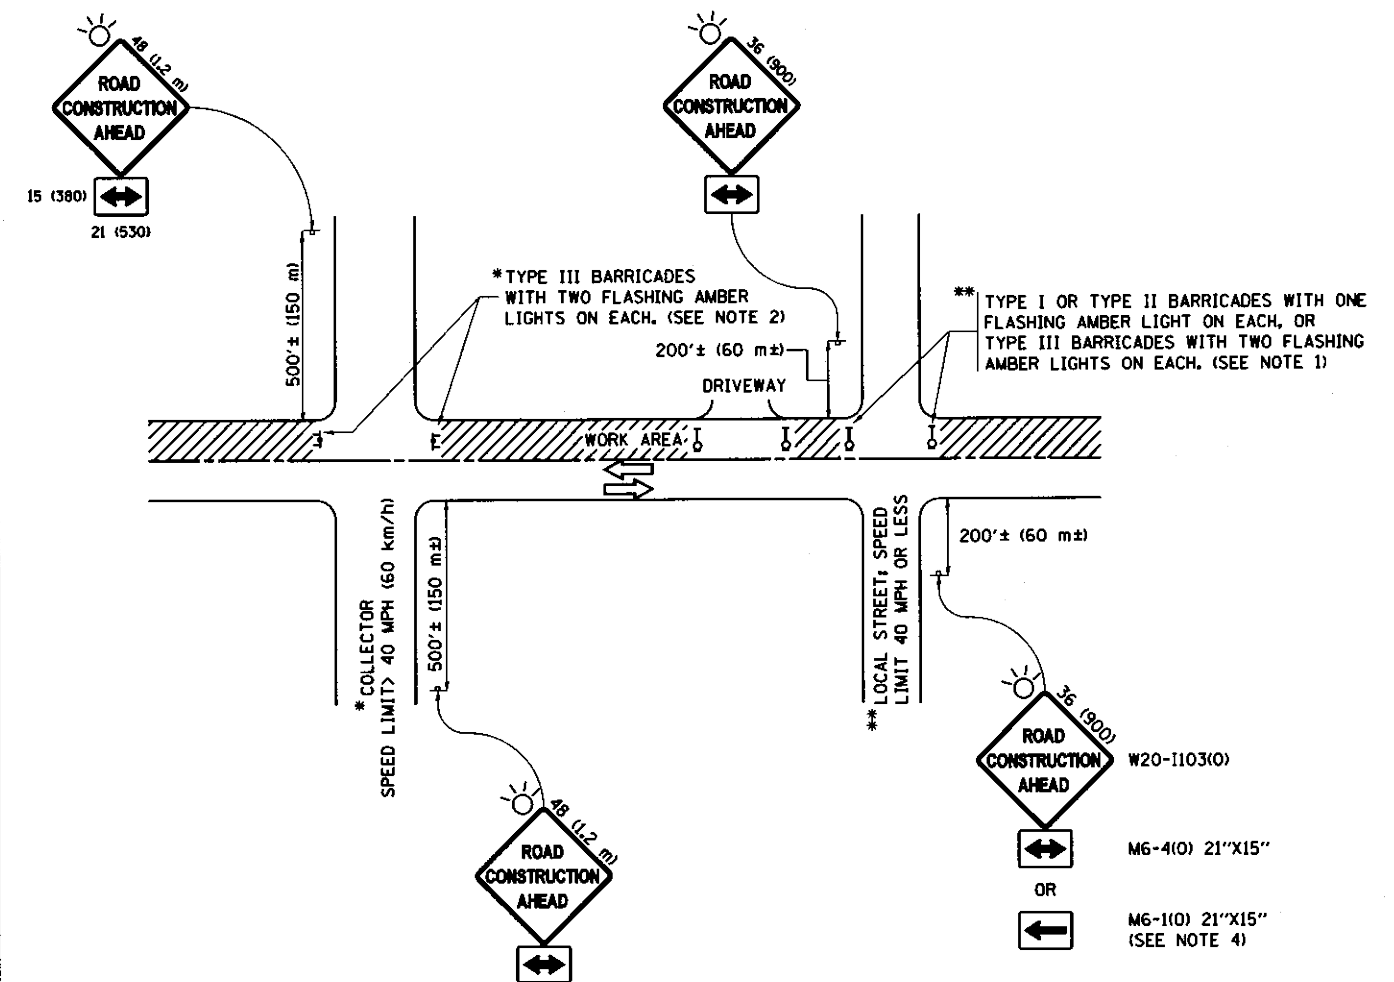 48 (1.2 m)
ROAD
CONSTRUCTION
AHEAD
15 (380)
21 (530)
36 (900)
ROAD
CONSTRUCTION
AHEAD
500'± (150 m)
*TYPE III BARRICADES
WITH TWO FLASHING AMBER
LIGHTS ON EACH. (SEE NOTE 2)
200'± (60 m±)
DRIVEWAY
** TYPE I OR TYPE II BARRICADES WITH ONE
FLASHING AMBER LIGHT ON EACH, OR
TYPE III BARRICADES WITH TWO FLASHING
AMBER LIGHTS ON EACH. (SEE NOTE 1)
WORK AREA
*COLLECTOR
SPEED LIMIT> 40 MPH (60 km/h)
500'± (150 m±)
**LOCAL STREET; SPEED
LIMIT 40 MPH OR LESS
200'± (60 m±)
48 (1.2 m)
ROAD
CONSTRUCTION
AHEAD
36 (900)
ROAD
CONSTRUCTION
AHEAD
W20-I103(O)
M6-4(O) 21"X15"
OR
M6-1(O) 21"X15"
(SEE NOTE 4)